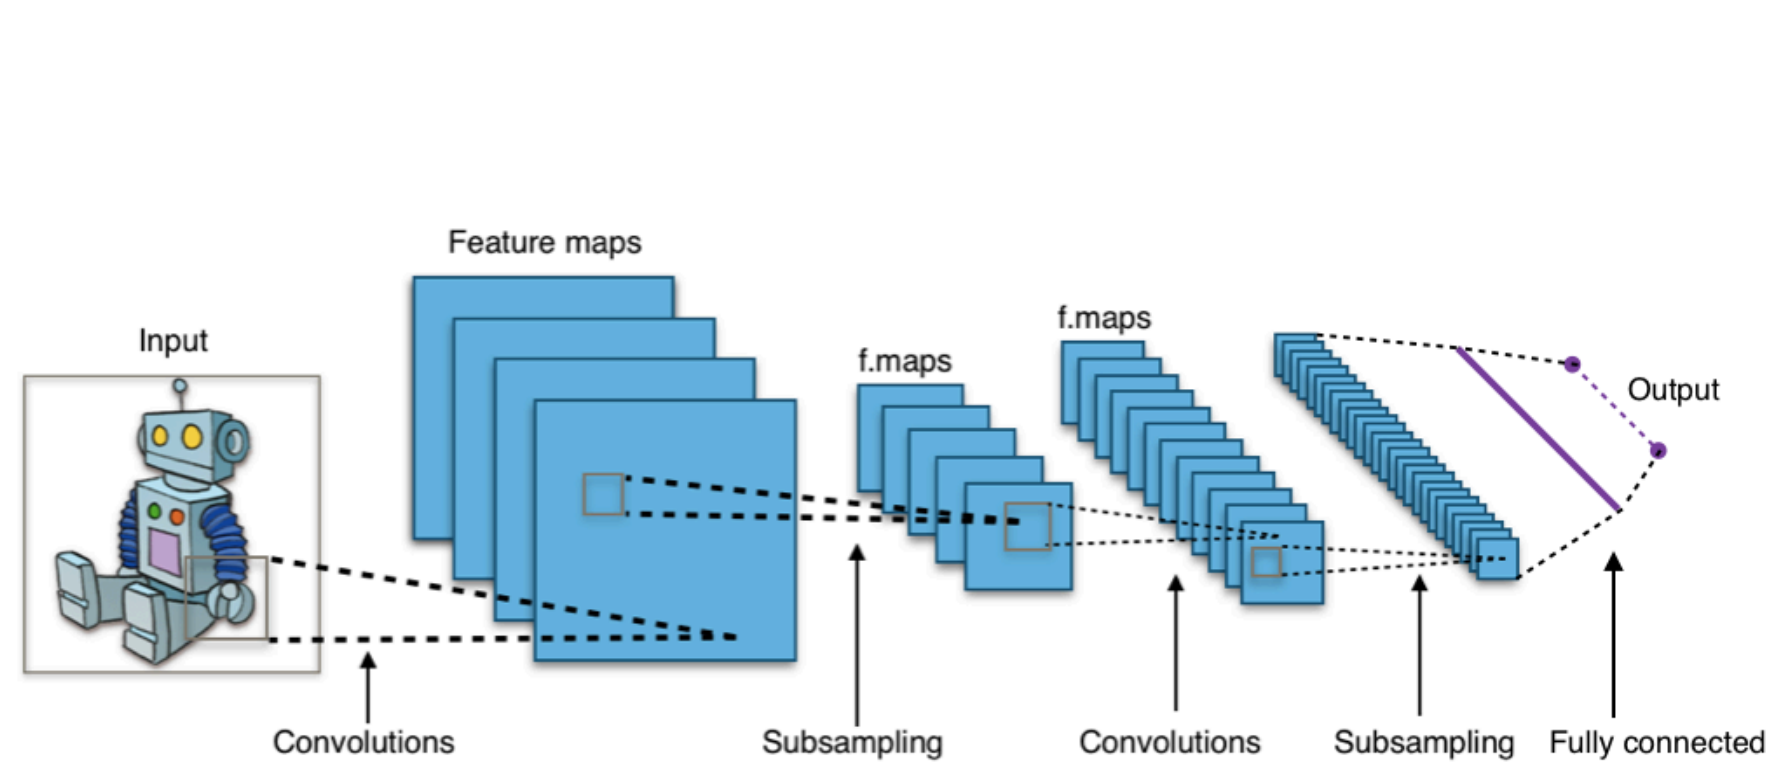 Feature maps
f.maps
Input
f.maps
Output
Convolutions
Subsampling
Convolutions
Subsampling
Fully connected